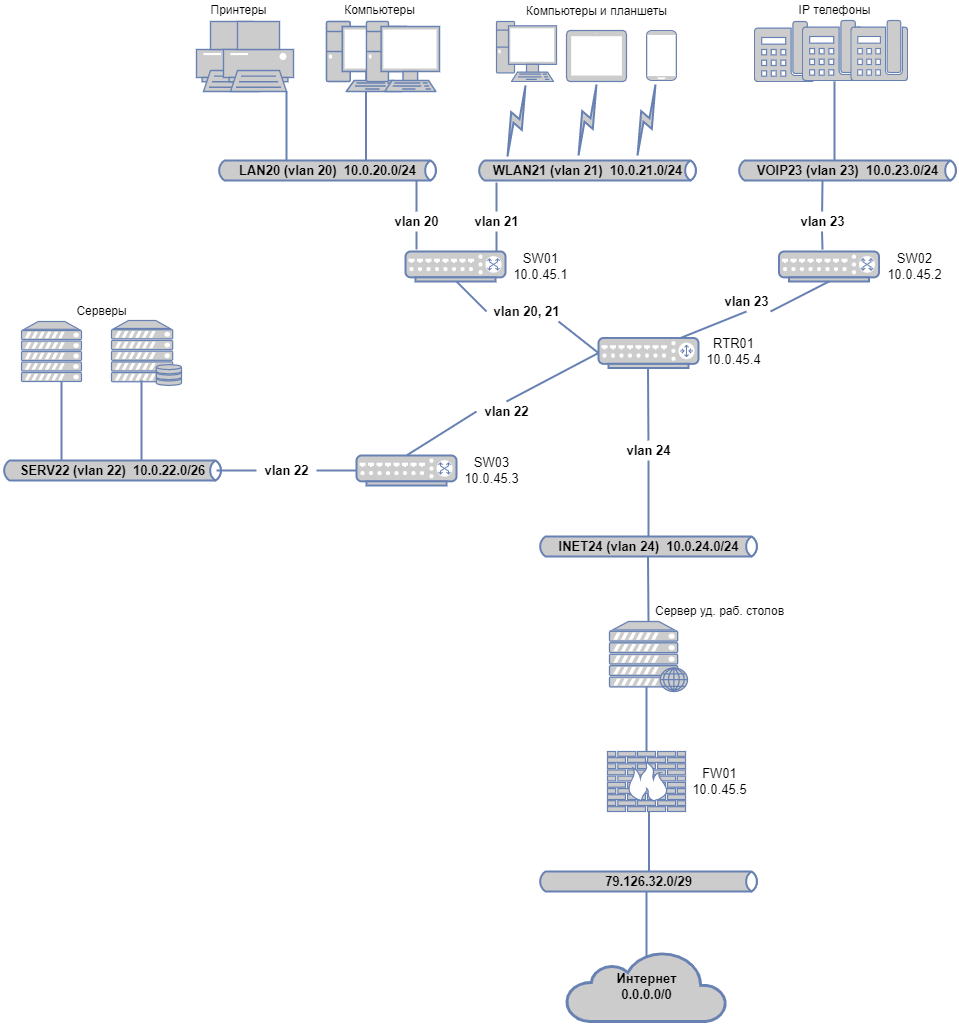 Принтеры
Компьютеры
Компьютеры и планшеты
IP телефоны
LAN20 (vlan 20) 10.0.20.0/24
WLAN21 (vlan 21) 10.0.21.0/24
VOIP23 (vlan 23) 10.0.23.0/24
vlan 20
vlan 21
vlan 23
SW01
10.0.45.1
SW02
10.0.45.2
vlan 20, 21
vlan 23
Серверы
RTR01
10.0.45.4
vlan 22
vlan 24
SERV22 (vlan 22) 10.0.22.0/26
vlan 22
SW03
10.0.45.3
INET24 (vlan 24) 10.0.24.0/24
Сервер уд. раб. столов
FW01
10.0.45.5
79.126.32.0/29
Интернет
0.0.0.0/0